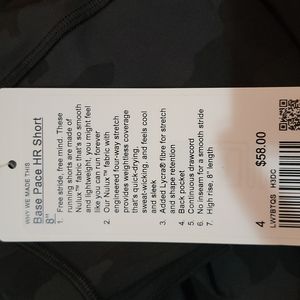 WHY WE MADE THIS
Base Pace HR Short
8"
1. Free stride, free mind. These
running shorts are made of
Nulux™ fabric that's so smooth
and lightweight, you might feel
like you can run forever
2. Our Nulux™ fabric with
engineered four-way stretch
provides weightless coverage
that's quick-drying,
sweat-wicking, and feels cool
and sleek
3. Added Lycra® fibre for stretch
and shape retention
4. Back pocket
5. Continuous drawcord
6. No inseam for a smooth stride
7. High rise, 8" length
$58.00
4
LW7BTQS H3DC